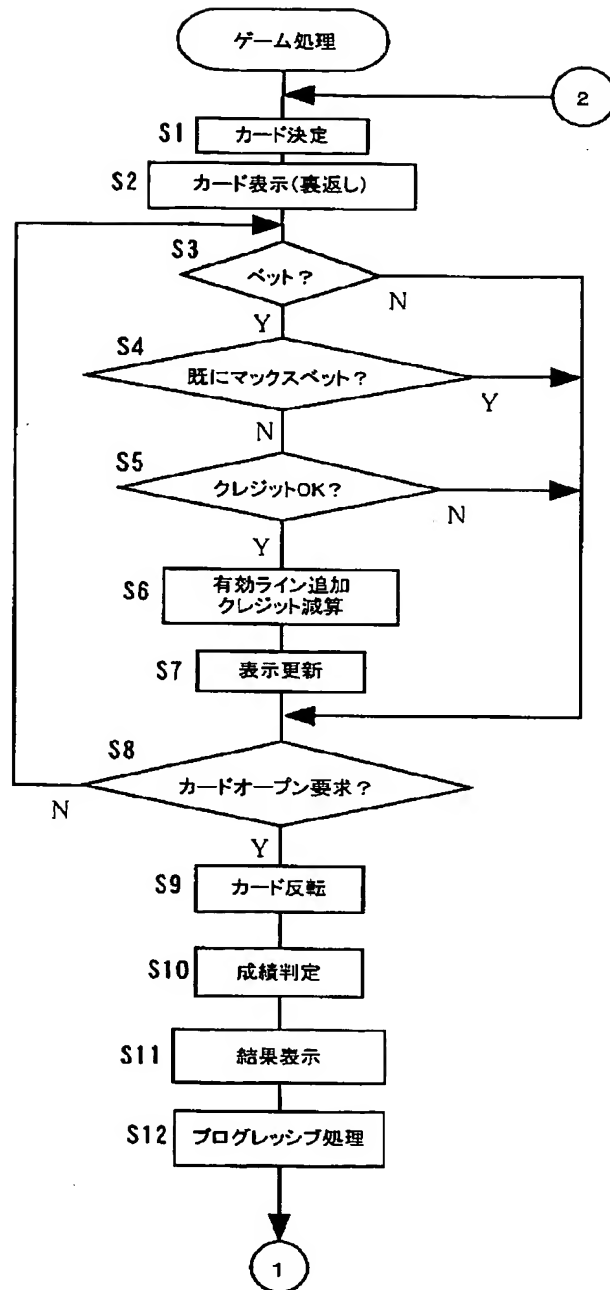 ゲーム処理
2
S1
カード決定
S2
カード表示(裏返し)
S3
ベット?
N
Y
S4
既にマックスベット?
Y
N
S5
クレジットOK?
N
Y
S6
有効ライン追加
クレジット減算
S7
表示更新
S8
カードオープン要求?
N
Y
S9
カード反転
S10
成績判定
S11
結果表示
S12
プログレッシブ処理
1